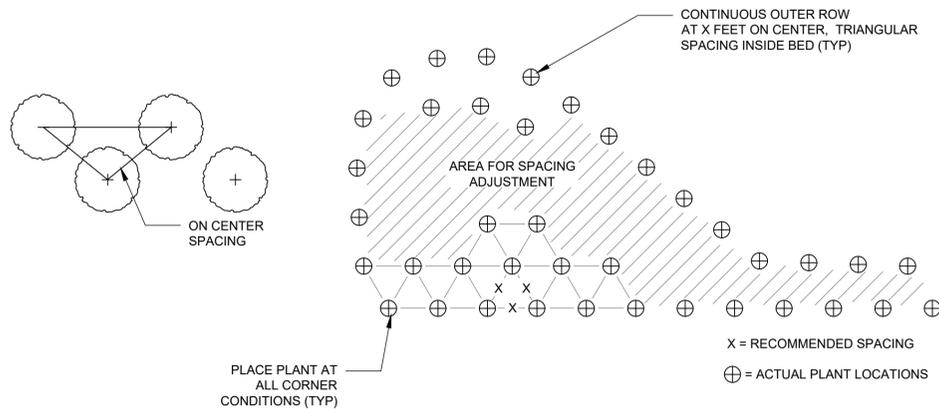 CONTINUOUS OUTER ROW
AT X FEET ON CENTER, TRIANGULAR
SPACING INSIDE BED (TYP)
AREA FOR SPACING
ADJUSTMENT
ON CENTER
SPACING
X X
X
X = RECOMMENDED SPACING
PLACE PLANT AT
ALL CORNER
CONDITIONS (TYP)
= ACTUAL PLANT LOCATIONS